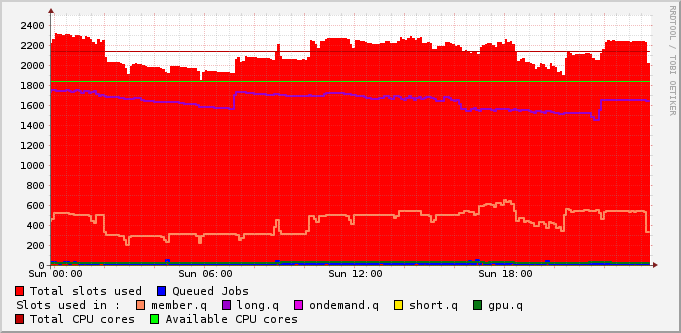 2400
2200
2000
1800
1600
1400
1200
1000
800
600
400
200
0
Sun 00:00 Sun 06:00 Sun 12:00 Sun 18:00
Total slots used Queued Jobs
Slots used in : member.q long.q ondemand.q short.q gpu.q
Total CPU cores Available CPU cores
RRDTOOL / TOBI OETIKER